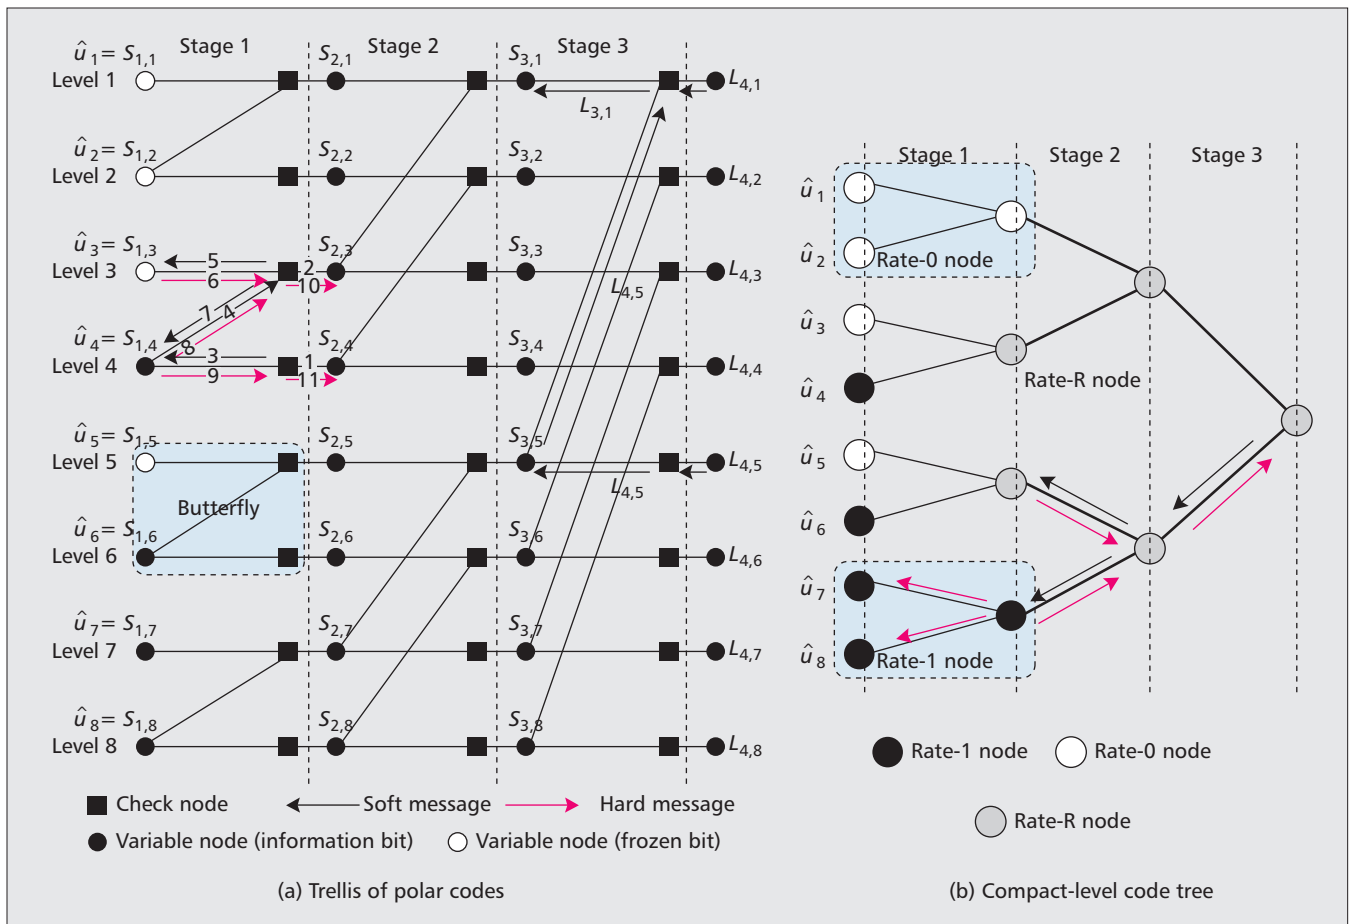 Stage 1 Stage 2 Stage 3
û1= S1,1 S2,1 S3,1
Level 1 L4,1
L3,1
û2= S1,2 S2,2 S3,2
Level 2 L4,2
û3= S1,3 S2,3 S3,3
5
Level 3 2 L4,3
6 10 L4,5
7 4
û4= S1,4 S2,4 S3,4
8 3 1
Level 4 L4,4
9 11
û5= S1,5 S2,5 S3,5
Level 5 L4,5
L4,5
Butterfly
û6= S1,6 S2,6 S3,6
Level 6 L4,6
û7= S1,7 S2,7 S3,7
Level 7 L4,7
û8= S1,8 S2,8 S3,8
Level 8 L4,8
Check node Soft message Hard message
Variable node (information bit) Variable node (frozen bit)
(a) Trellis of polar codes
Stage 1 Stage 2 Stage 3
û1
û2 Rate-0 node
û3
Rate-R node
û4
û5
û6
û7
û8 Rate-1 node
Rate-1 node Rate-0 node
Rate-R node
(b) Compact-level code tree